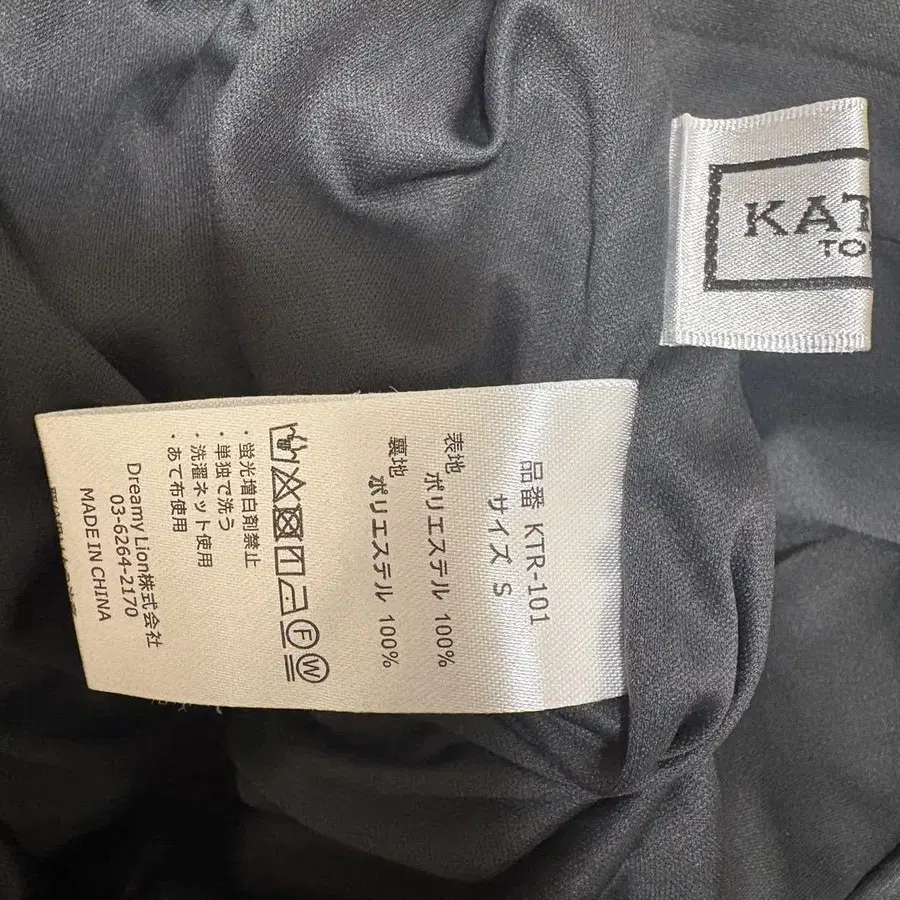 KAT
TO
品番 KTR-101
サイズ S
表地
ポリエステル 100%
裏地
ポリエステル 100%
F W
・蛍光増白剤禁止
・単独で洗う
・洗濯ネット使用
・あて布使用
Dreamy Lion株式会社
03-6264-2170
MADE IN CHINA